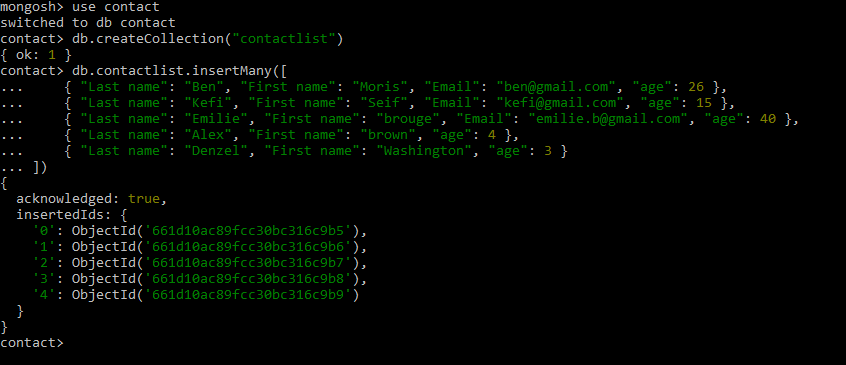 mongosh> use contact
switched to db contact
contact> db.createCollection("contactlist")
{ ok: 1 }
contact> db.contactlist.insertMany([
...     { "Last name": "Ben", "First name": "Moris", "Email": "ben@gmail.com", "age": 26 },
...     { "Last name": "Kefi", "First name": "Seif", "Email": "kefi@gmail.com", "age": 15 },
...     { "Last name": "Emilie", "First name": "brouge", "Email": "emilie.b@gmail.com", "age": 40 },
...     { "Last name": "Alex", "First name": "brown", "age": 4 },
...     { "Last name": "Denzel", "First name": "Washington", "age": 3 }
... ])
{
  acknowledged: true,
  insertedIds: {
    '0': ObjectId('661d10ac89fcc30bc316c9b5'),
    '1': ObjectId('661d10ac89fcc30bc316c9b6'),
    '2': ObjectId('661d10ac89fcc30bc316c9b7'),
    '3': ObjectId('661d10ac89fcc30bc316c9b8'),
    '4': ObjectId('661d10ac89fcc30bc316c9b9')
  }
}
contact>